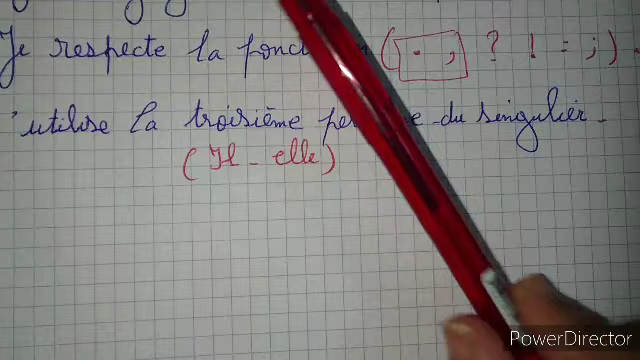 Je respecte la ( . , ? ! = ; )
'utilise la troisième du singulier.
( Il - elle )
PowerDirector